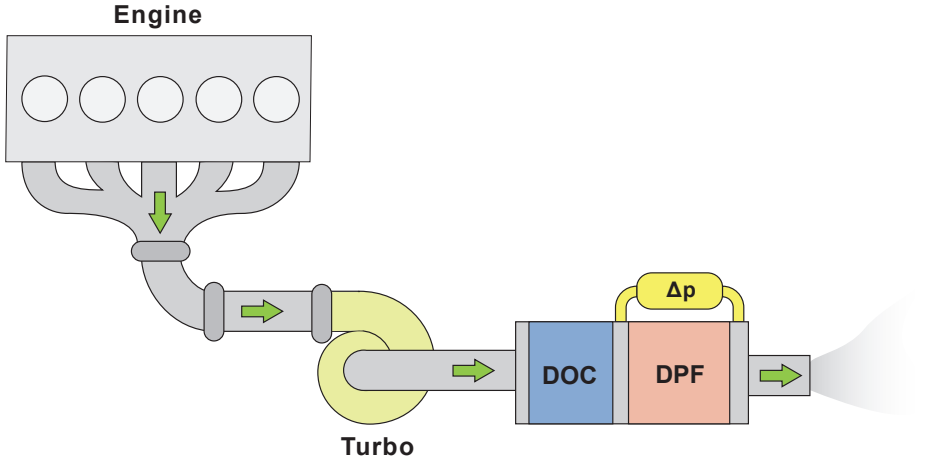 Engine
Δp
DOC
DPF
Turbo